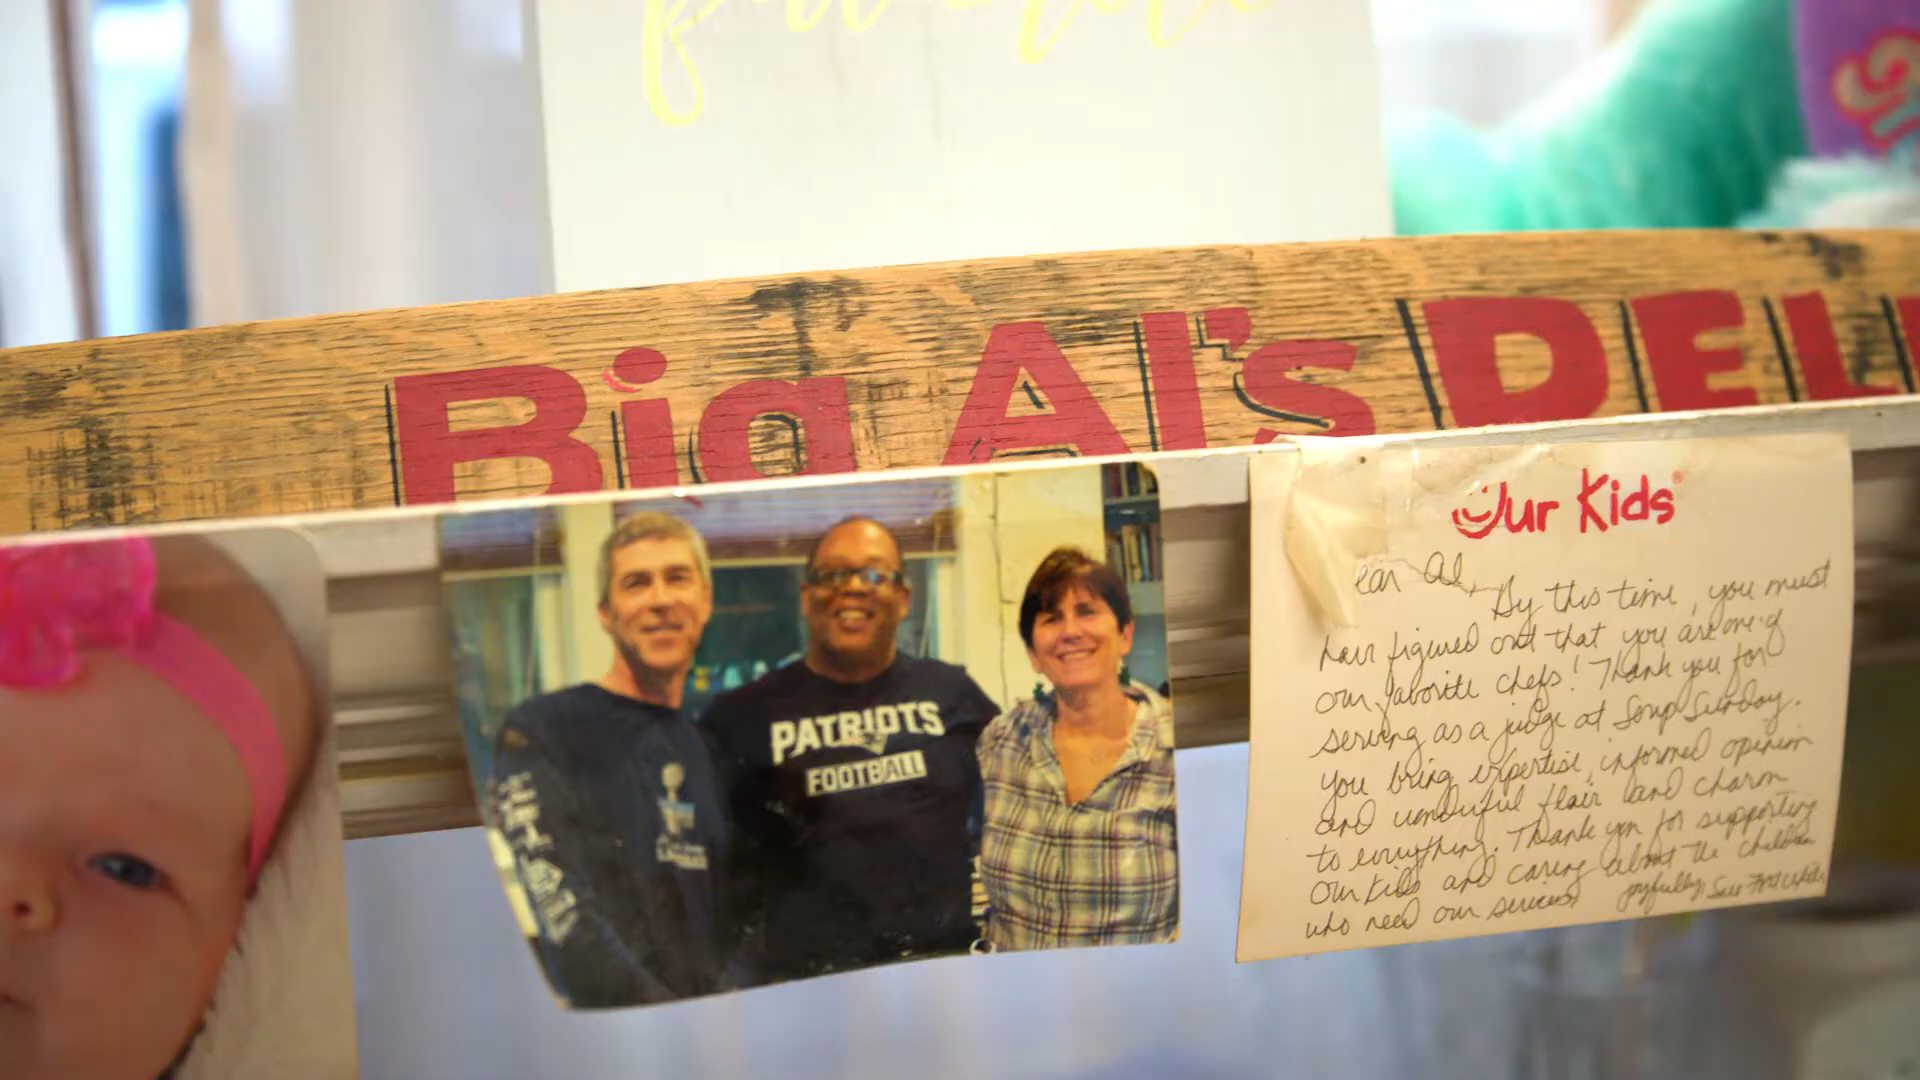 Big Al's DELI
PATRIOTS
FOOTBALL
Our Kids
Dear Al,
By this time, you must
have figured out that you are one of
our favorite chefs! Thank you for
serving as a judge at Soup Sunday.
You bring expertise, informed opinion
and wonderful flair and charm
to everything. Thank you for supporting
Our Kids and caring about the children
who need our services
joyfully, Sue